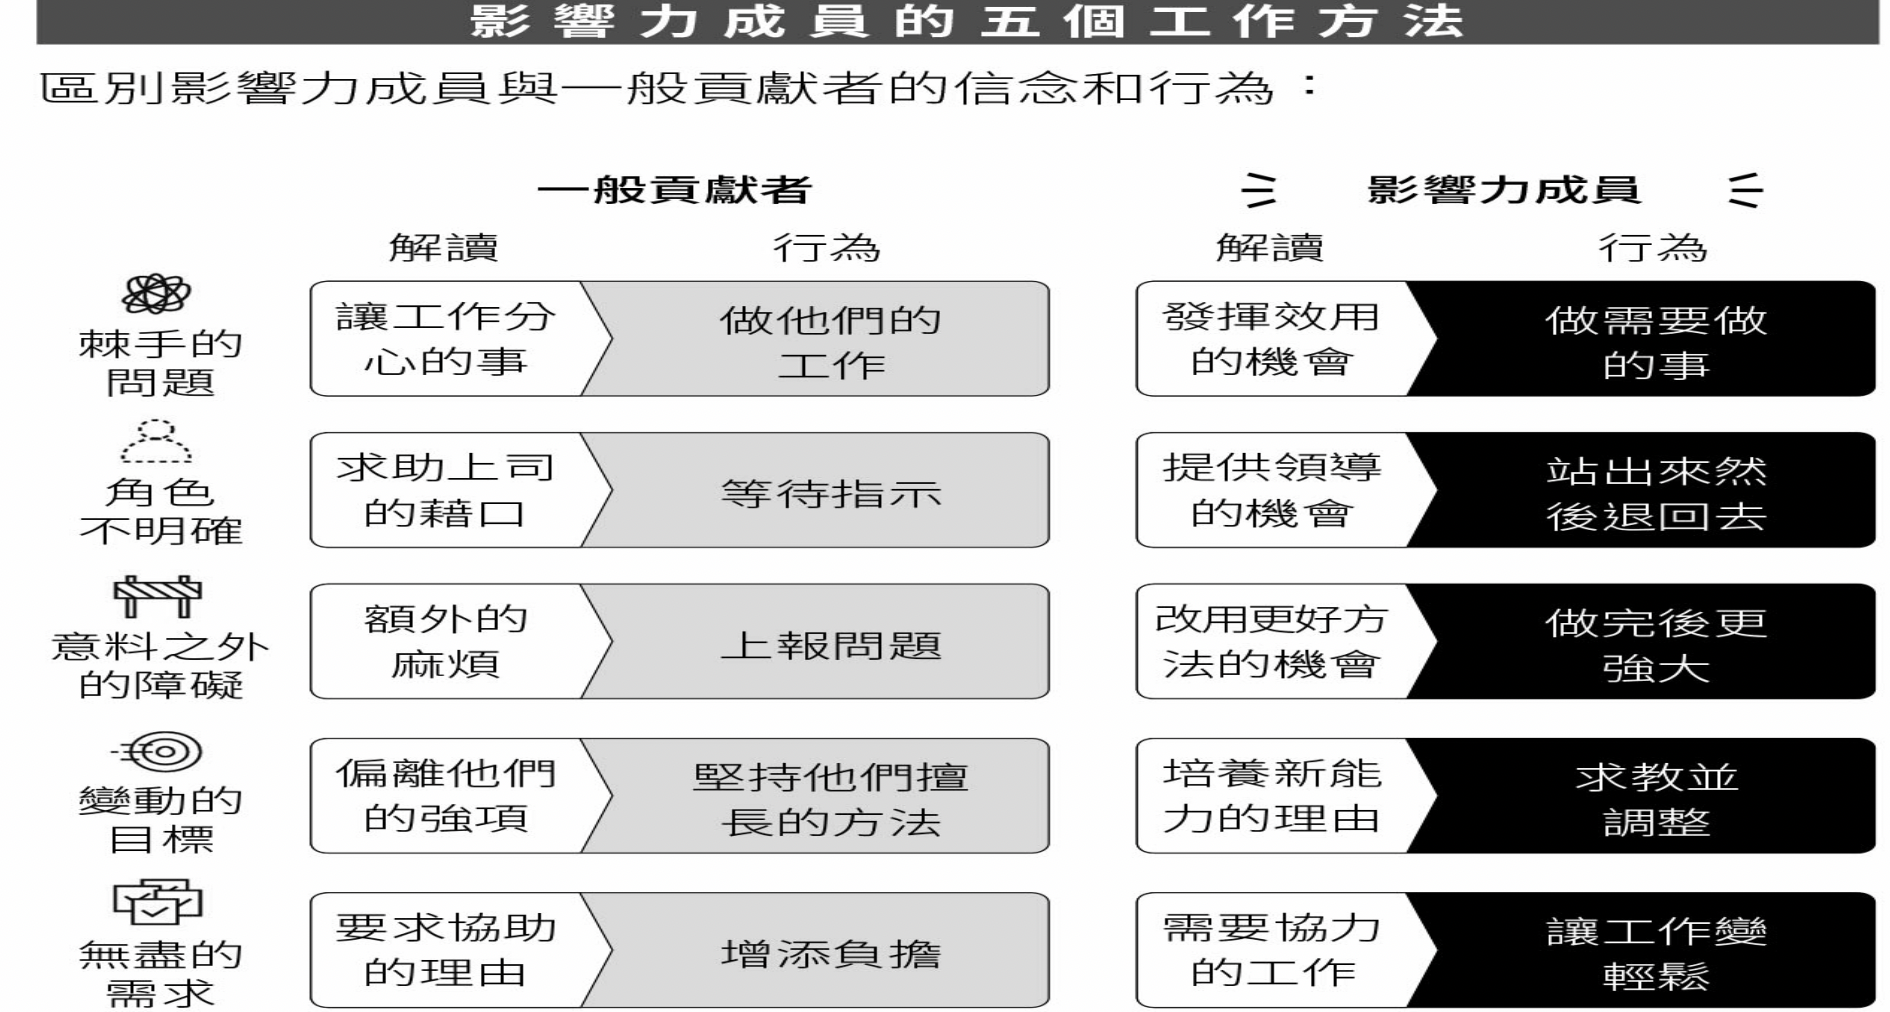 影響力成員的五個工作方法
區別影響力成員與一般貢獻者的信念和行為：
一般貢獻者
影響力成員
解讀
行為
解讀
行為
棘手的
問題
讓工作分
心的事
做他們的
工作
發揮效用
的機會
做需要做
的事
角色
不明確
求助上司
的藉口
等待指示
提供領導
的機會
站出來然
後退回去
意料之外
的障礙
額外的
麻煩
上報問題
改用更好方
法的機會
做完後更
強大
變動的
目標
偏離他們
的強項
堅持他們擅
長的方法
培養新能
力的理由
求教並
調整
無盡的
需求
要求協助
的理由
增添負擔
需要協力
的工作
讓工作變
輕鬆